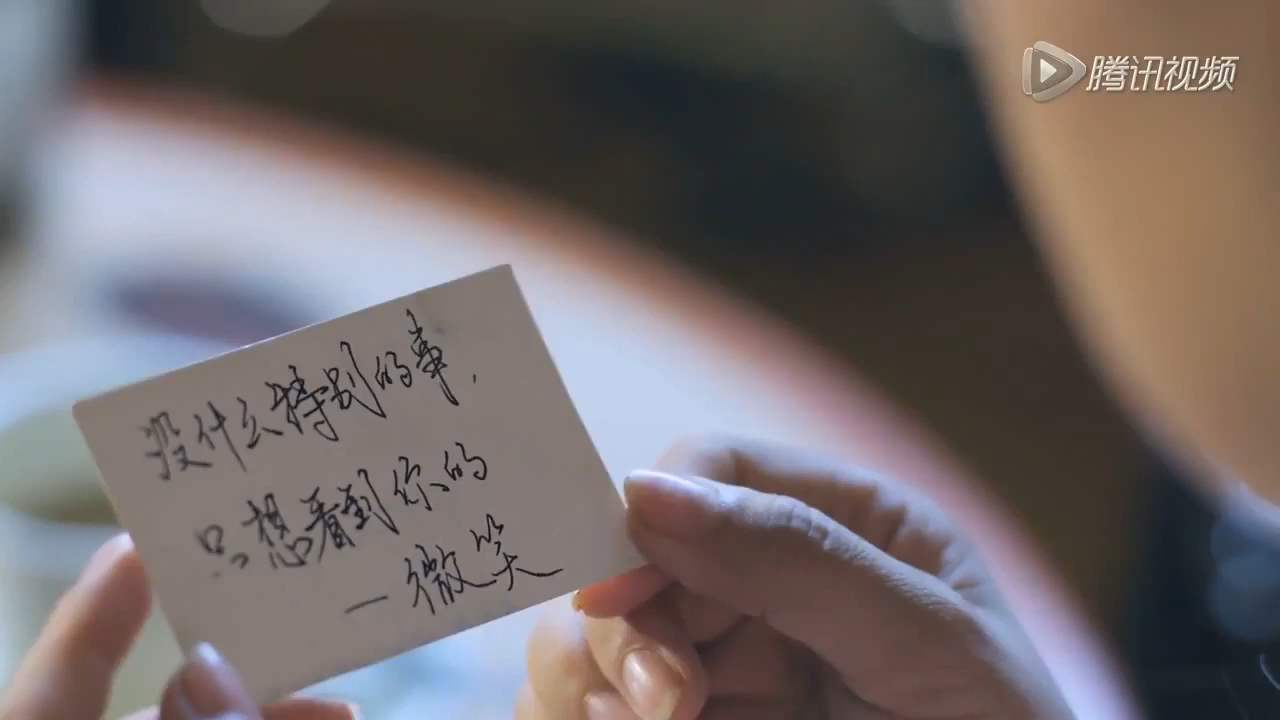 腾讯视频
没什么特别的事,
只想看到你的
一微笑